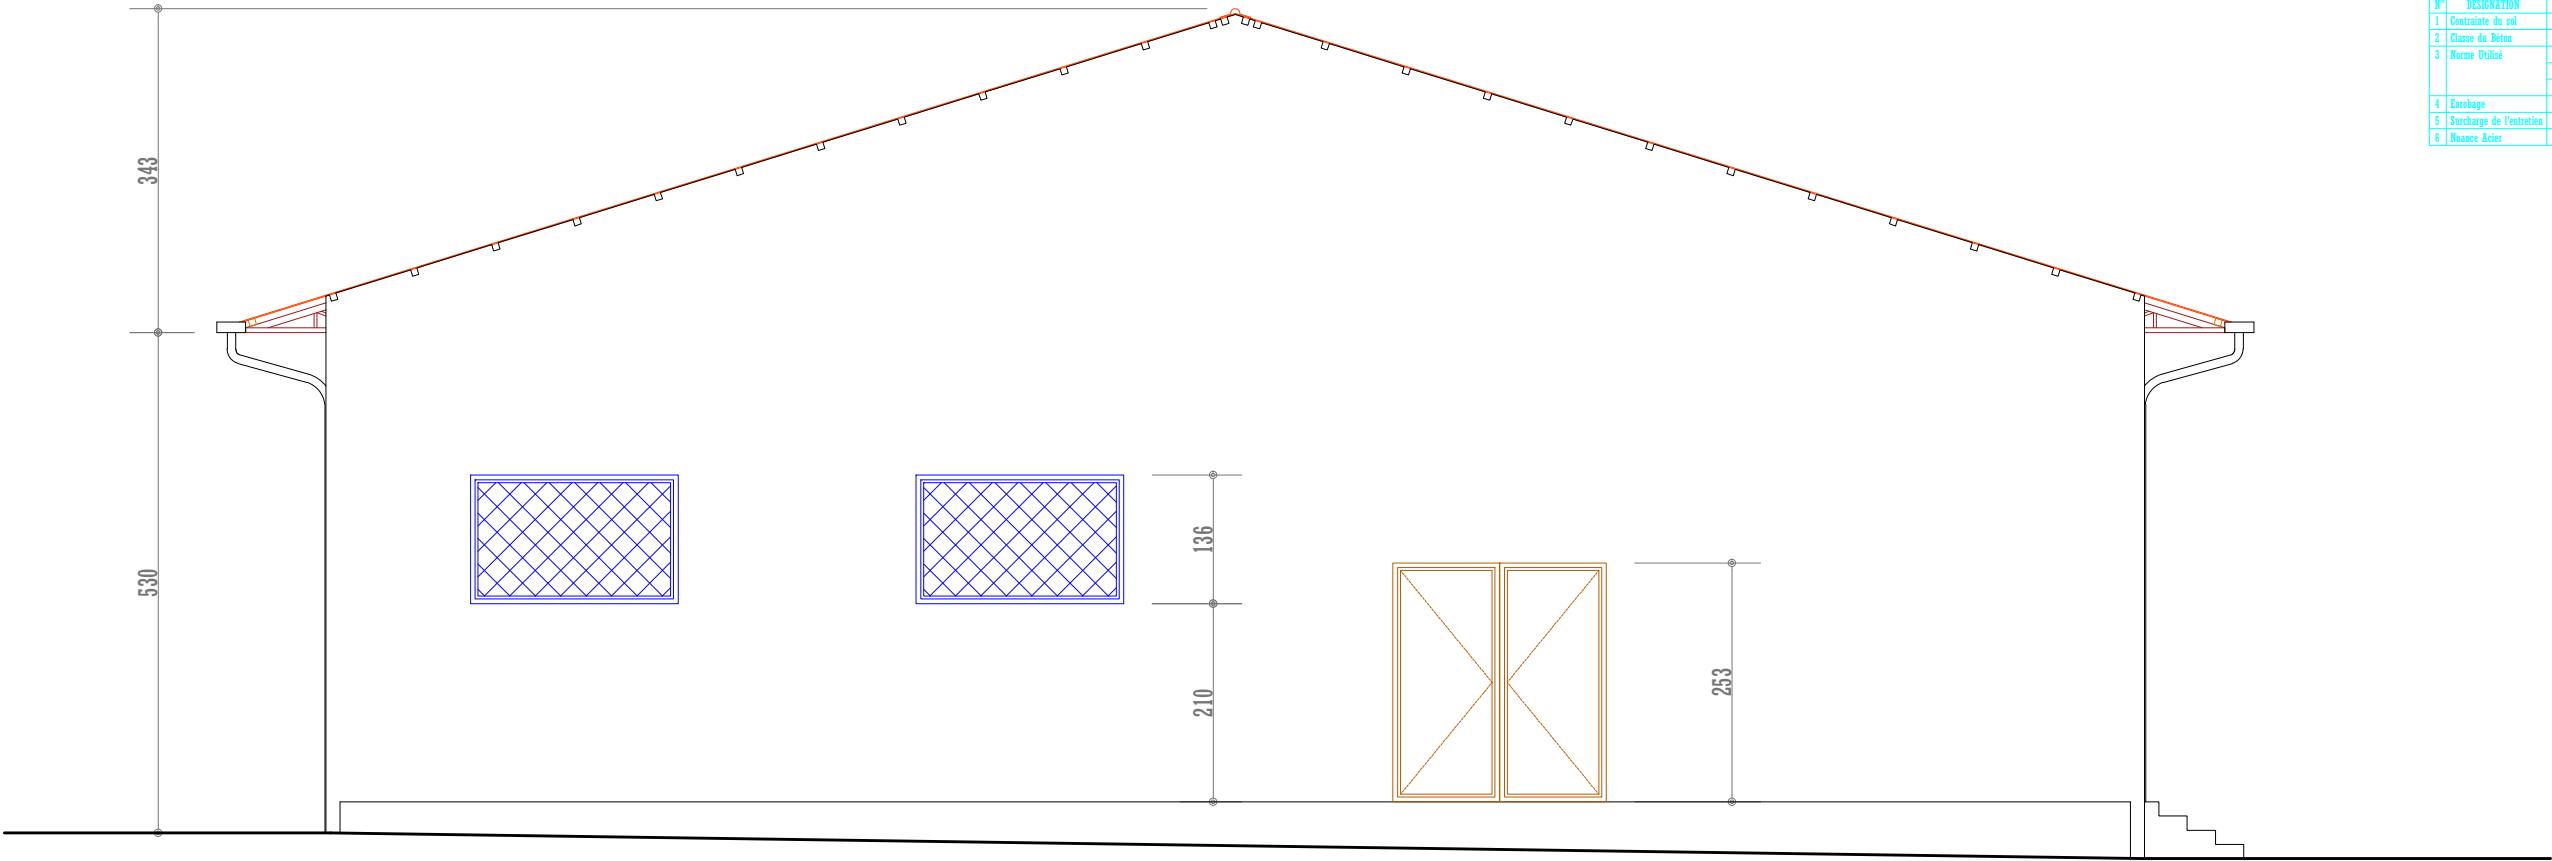 N° DESIGNATION
1 Contrainte du sol
2 Classe du Béton
3 Norme Utilisé
4 Enrobage
5 Surcharge de l'entretien
6 Nuance Acier
343
530
136
210
253